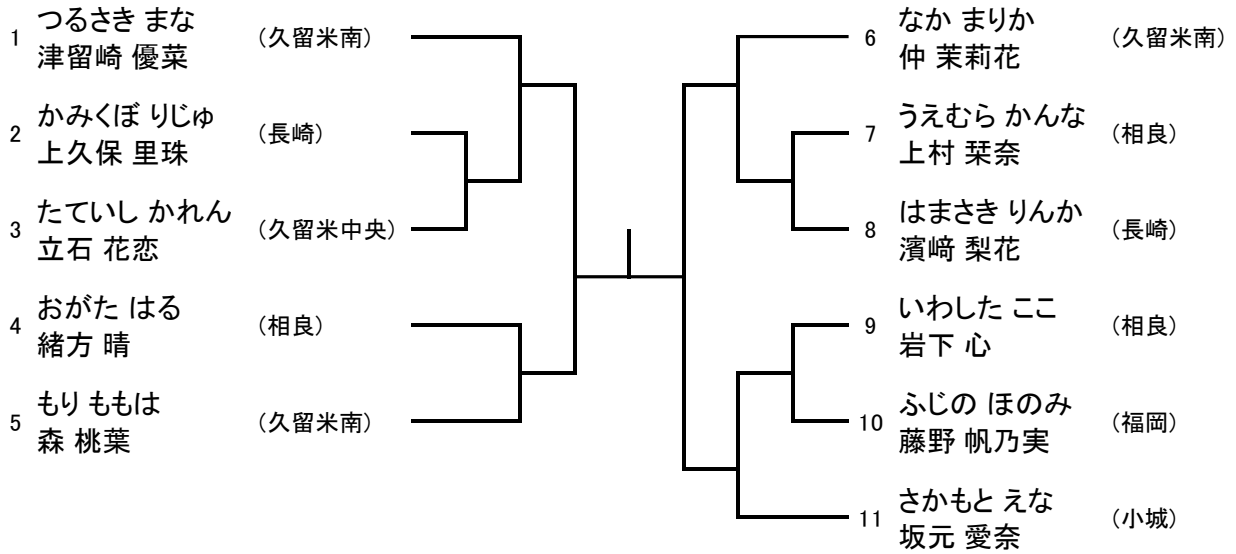 つるさき まな
1 津留崎 優菜 （久留米南）
かみくぼ りじゅ
2 上久保 里珠 （長崎）
たていし かれん
3 立石 花恋 （久留米中央）
おがた はる
4 緒方 晴 （相良）
もり ももは
5 森 桃葉 （久留米南）
なか まりか
6 仲 茉莉花 （久留米南）
うえむら かんな
7 上村 栞奈 （相良）
はまさき りんか
8 濱﨑 梨花 （長崎）
いわした ここ
9 岩下 心 （相良）
ふじの ほのみ
10 藤野 帆乃実 （福岡）
さかもと えな
11 坂元 愛奈 （小城）